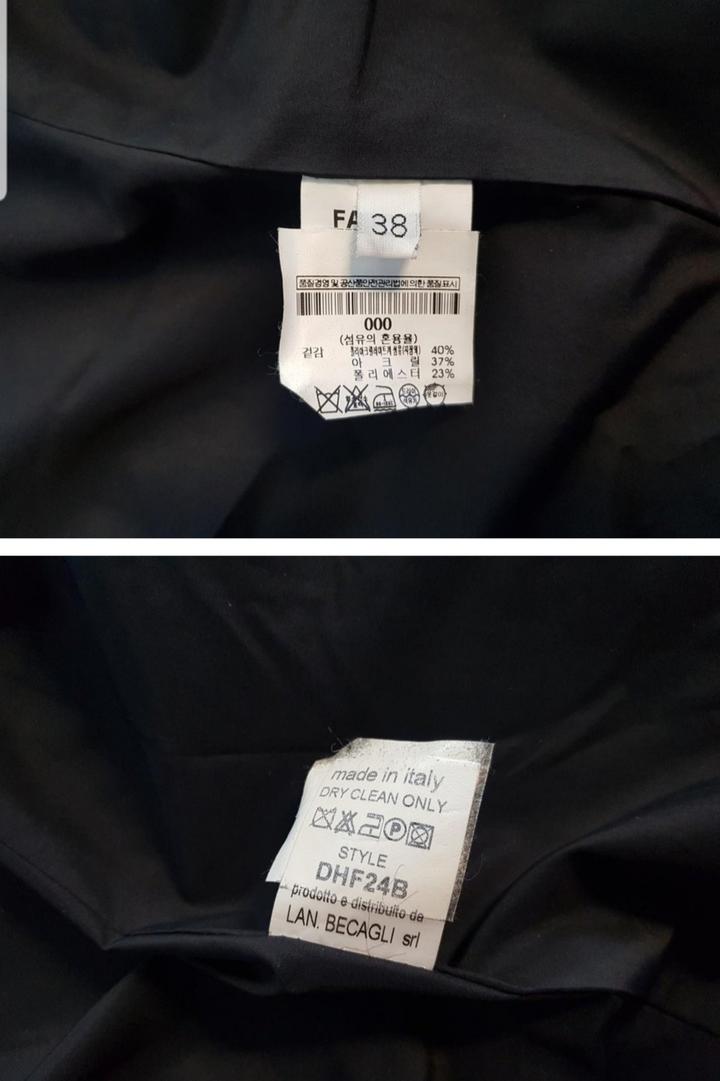 FA
38
품질경영 및 공산품안전관리법에 의한 품질표시
000
(섬유의 혼용율)
겉감 40%
아 크 릴 37%
폴 리 에 스 터 23%
made in italy
DRY CLEAN ONLY
P
STYLE
DHF24B
prodotto e distribuito da
LAN. BECAGLI srl